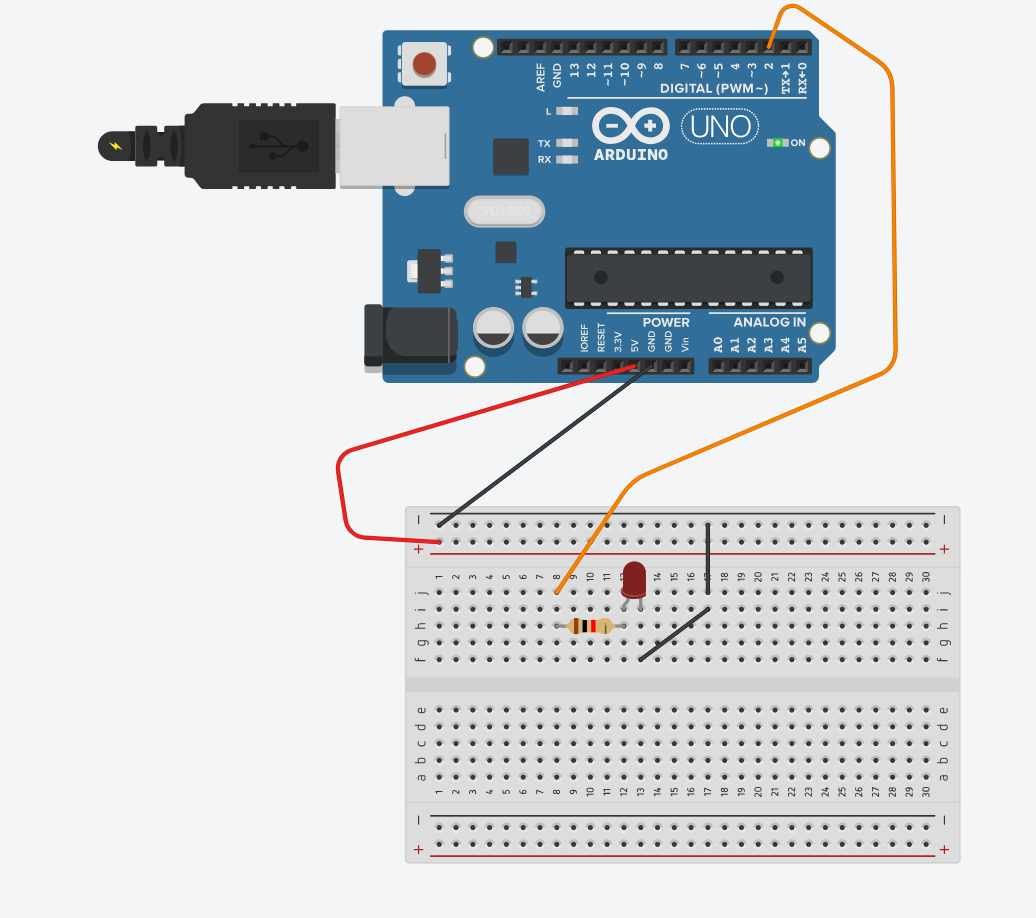 AREF
GND
13
12
~11
~10
~9
8
7
~6
~5
4
~3
2
TX→1
RX←0
DIGITAL (PWM~)
L
TX
RX
UNO
ARDUINO
ON
IOREF
RESET
3.3V
5V
GND
GND
Vin
POWER
ANALOG IN
A0
A1
A2
A3
A4
A5
− −
+ +
1 2 3 4 5 6 7 8 9 10 11 14 15 17 18 19 20 21 22 23 24 25 26 27 28 29 30
j j
i i
h h
g g
f f
e e
d d
c c
b b
a a
1 2 3 4 5 6 7 8 9 10 11 12 13 14 15 16 17 18 19 20 21 22 23 24 25 26 27 28 29 30
− −
+ +